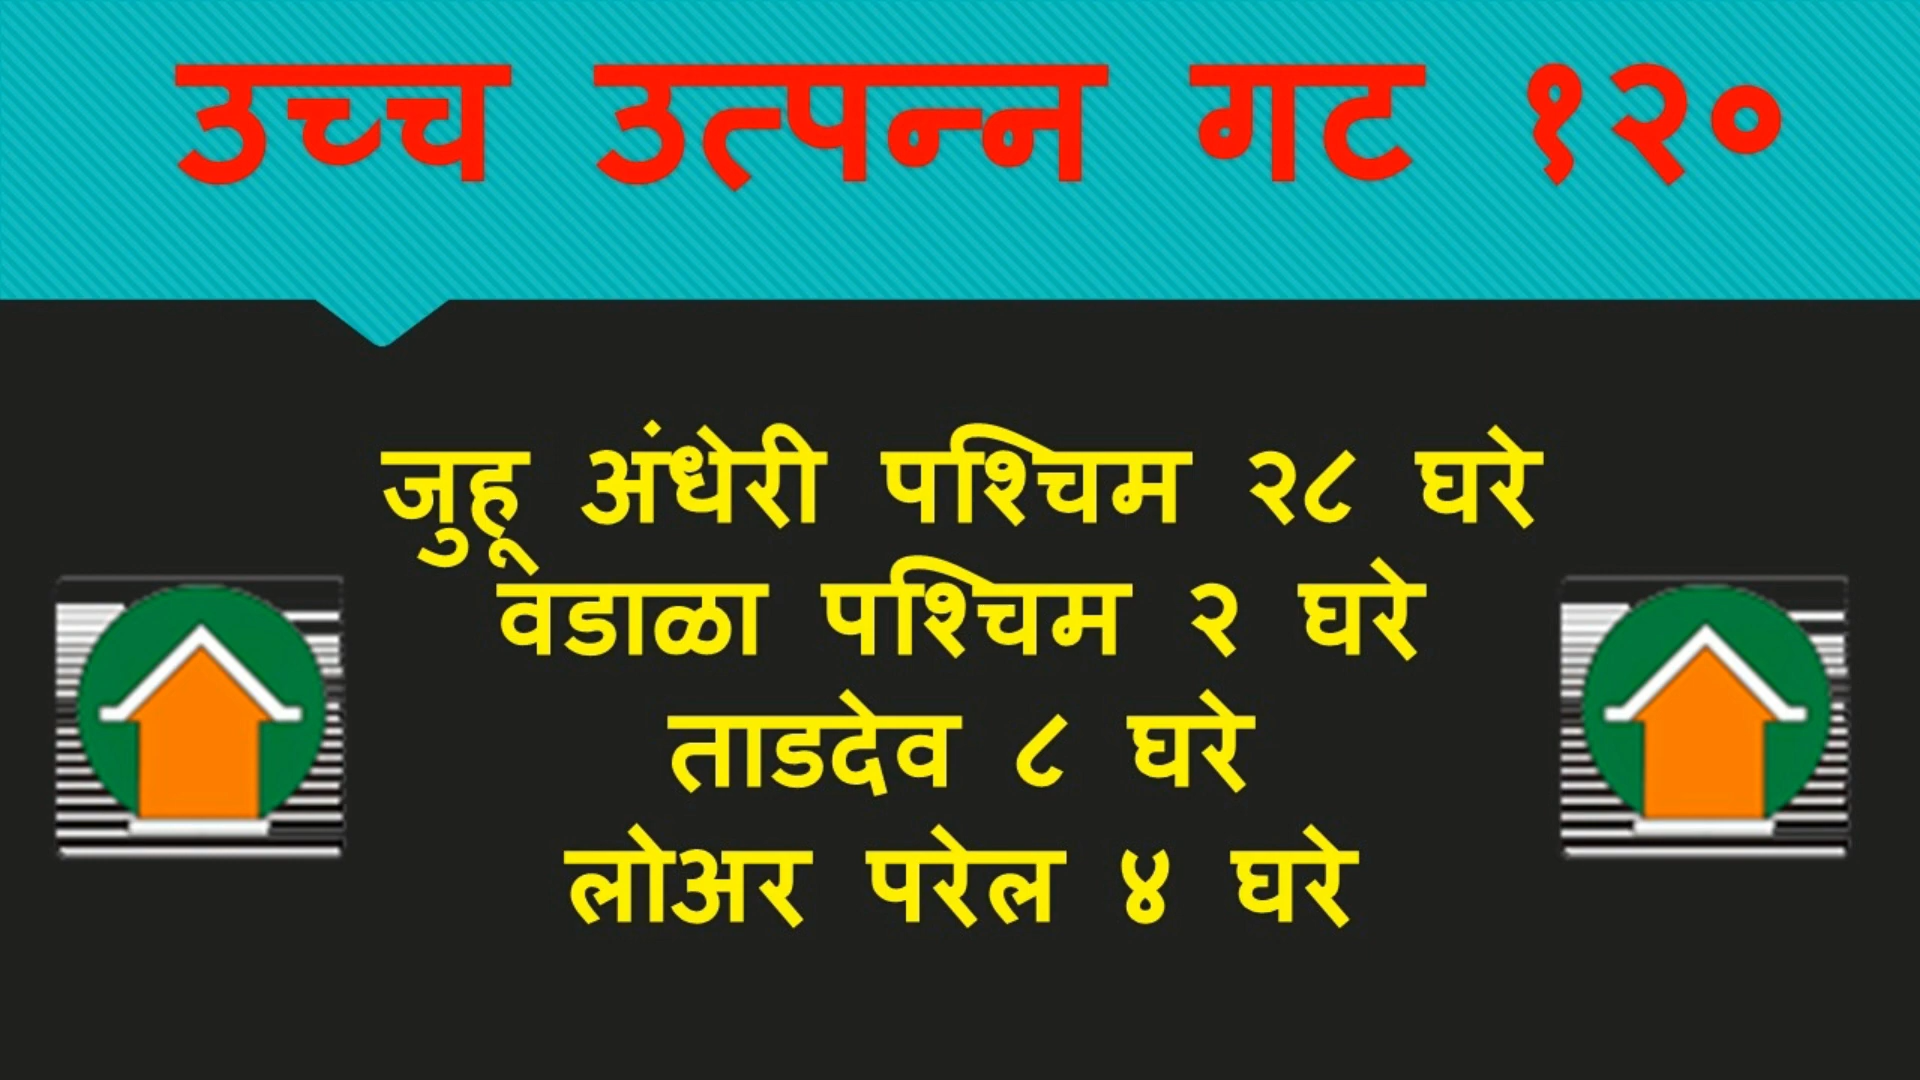 उच्च उत्पन्न गट १२०
जुहू अंधेरी पश्चिम २८ घरे
वडाळा पश्चिम २ घरे
ताडदेव ८ घरे
लोअर परेल ४ घरे